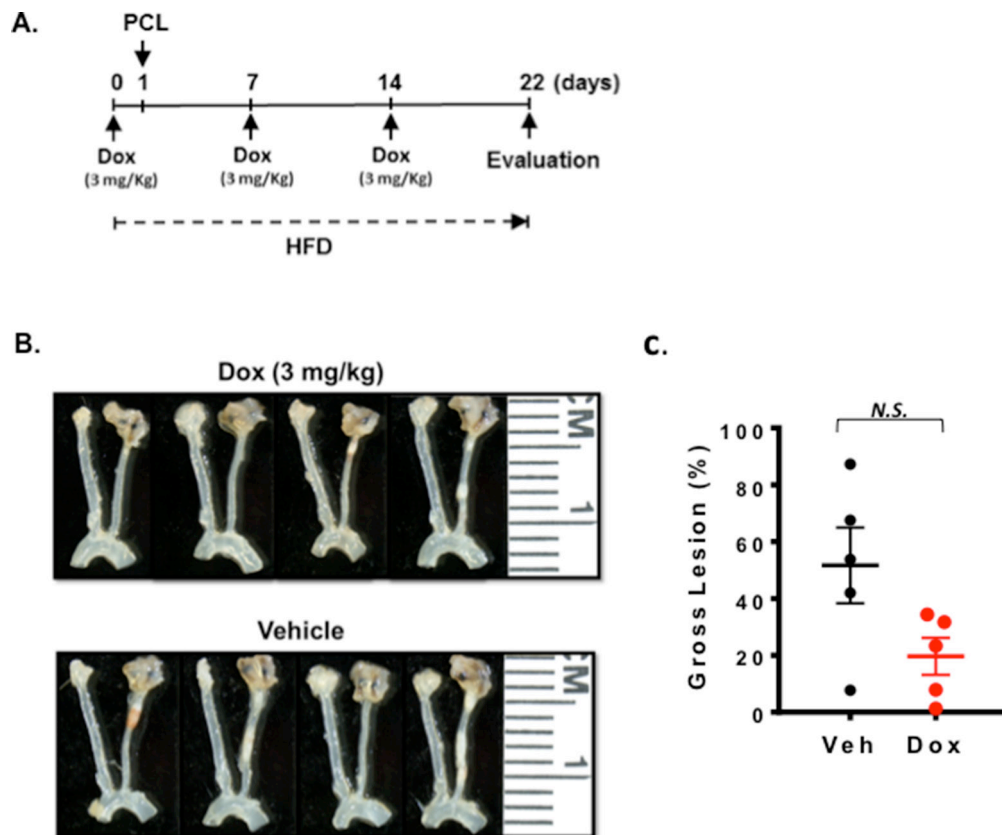 A.
PCL
0 1 7 14 22 (days)
Dox Dox Dox Evaluation
(3 mg/Kg) (3 mg/Kg) (3 mg/Kg)
HFD
B.
Dox (3 mg/kg)
CM
1
Vehicle
CM
1
C.
N.S.
100
80
60
40
20
0
Gross Lesion (%)
Veh Dox